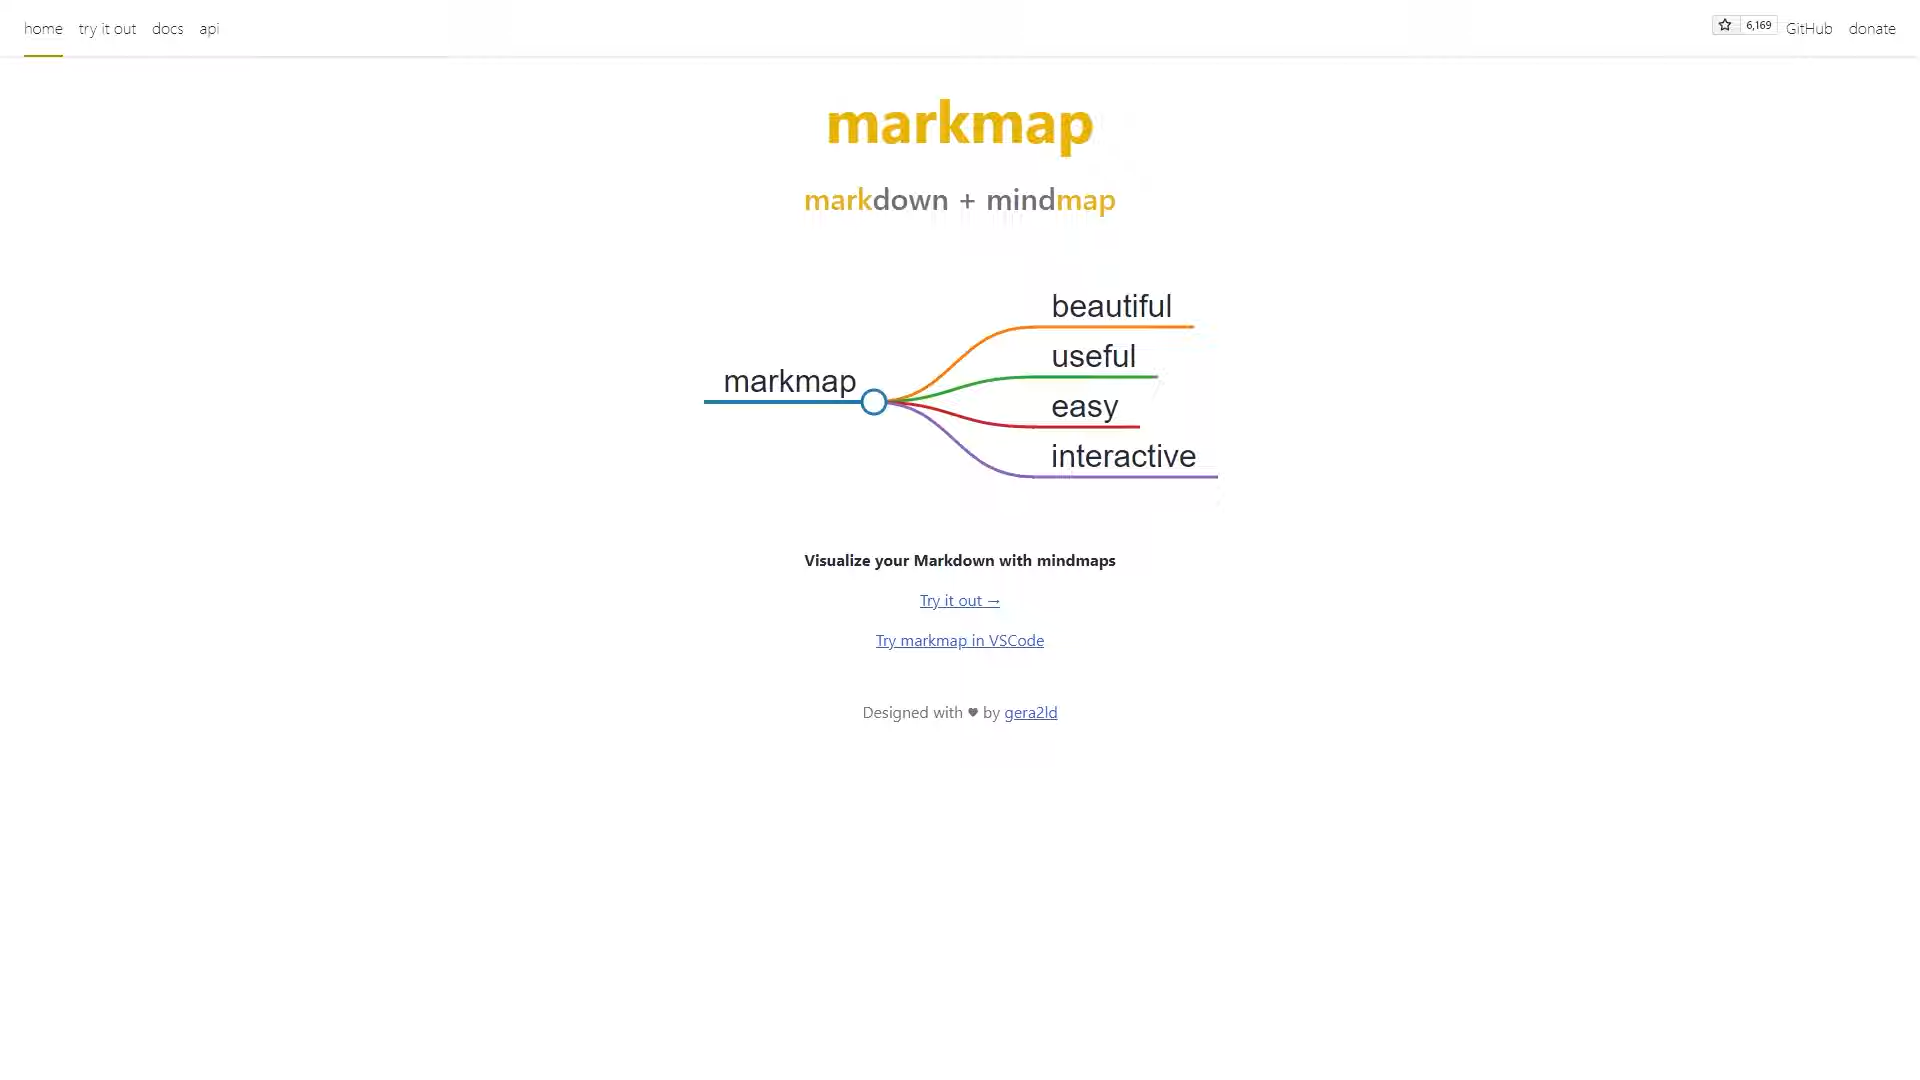 home try it out docs api 6,169 GitHub donate
markmap
markdown + mindmap
beautiful
useful
markmap
easy
interactive
Visualize your Markdown with mindmaps
Try it out →
Try markmap in VSCode
Designed with ♥ by gera2ld